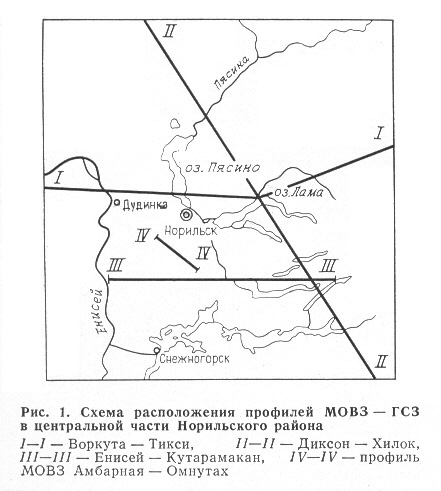 II
Пясина
I
оз. Пясино
I
оз. Лама
Дудинка
Норильск
IV
IV
III
III
Енисей
Снежногорск
II
Рис. 1. Схема расположения профилей МОВЗ — ГСЗ
в центральной части Норильского района
I—I — Воркута — Тикси, II—II — Диксон — Хилок,
III—III — Енисей — Кутарамакан, IV—IV — профиль
МОВЗ Амбарная — Омнутах